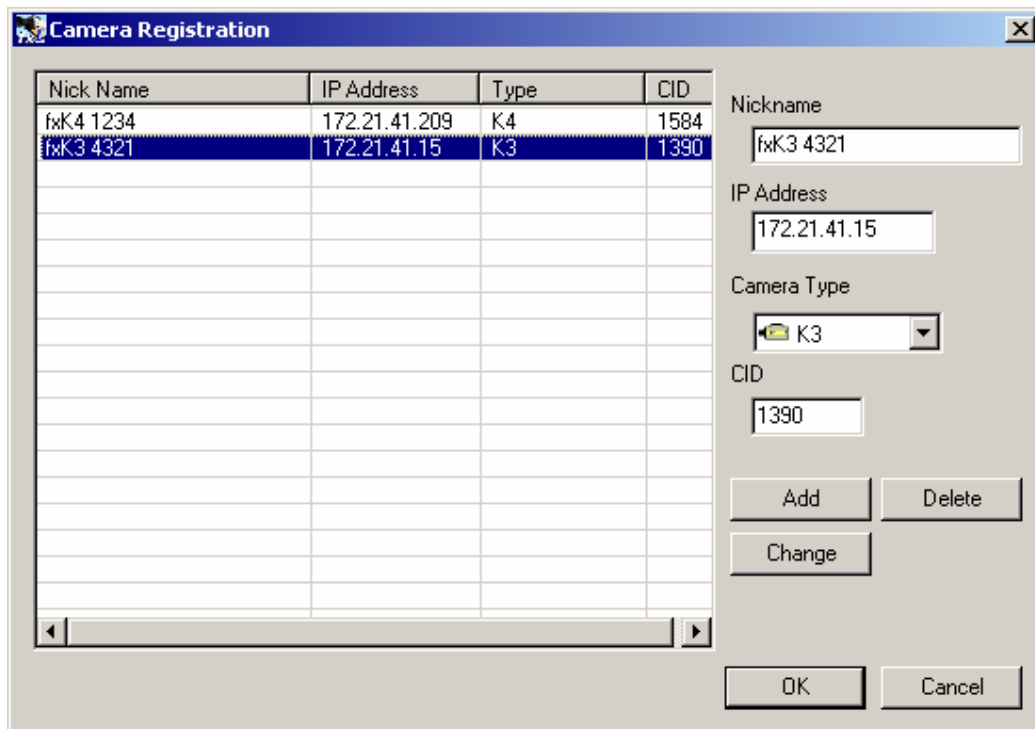 Camera Registration
Nick Name IP Address Type CID
fxK4 1234 172.21.41.209 K4 1584
fxK3 4321 172.21.41.15 K3 1390
Nickname
fxK3 4321
IP Address
172.21.41.15
Camera Type
K3
CID
1390
Add Delete
Change
OK Cancel